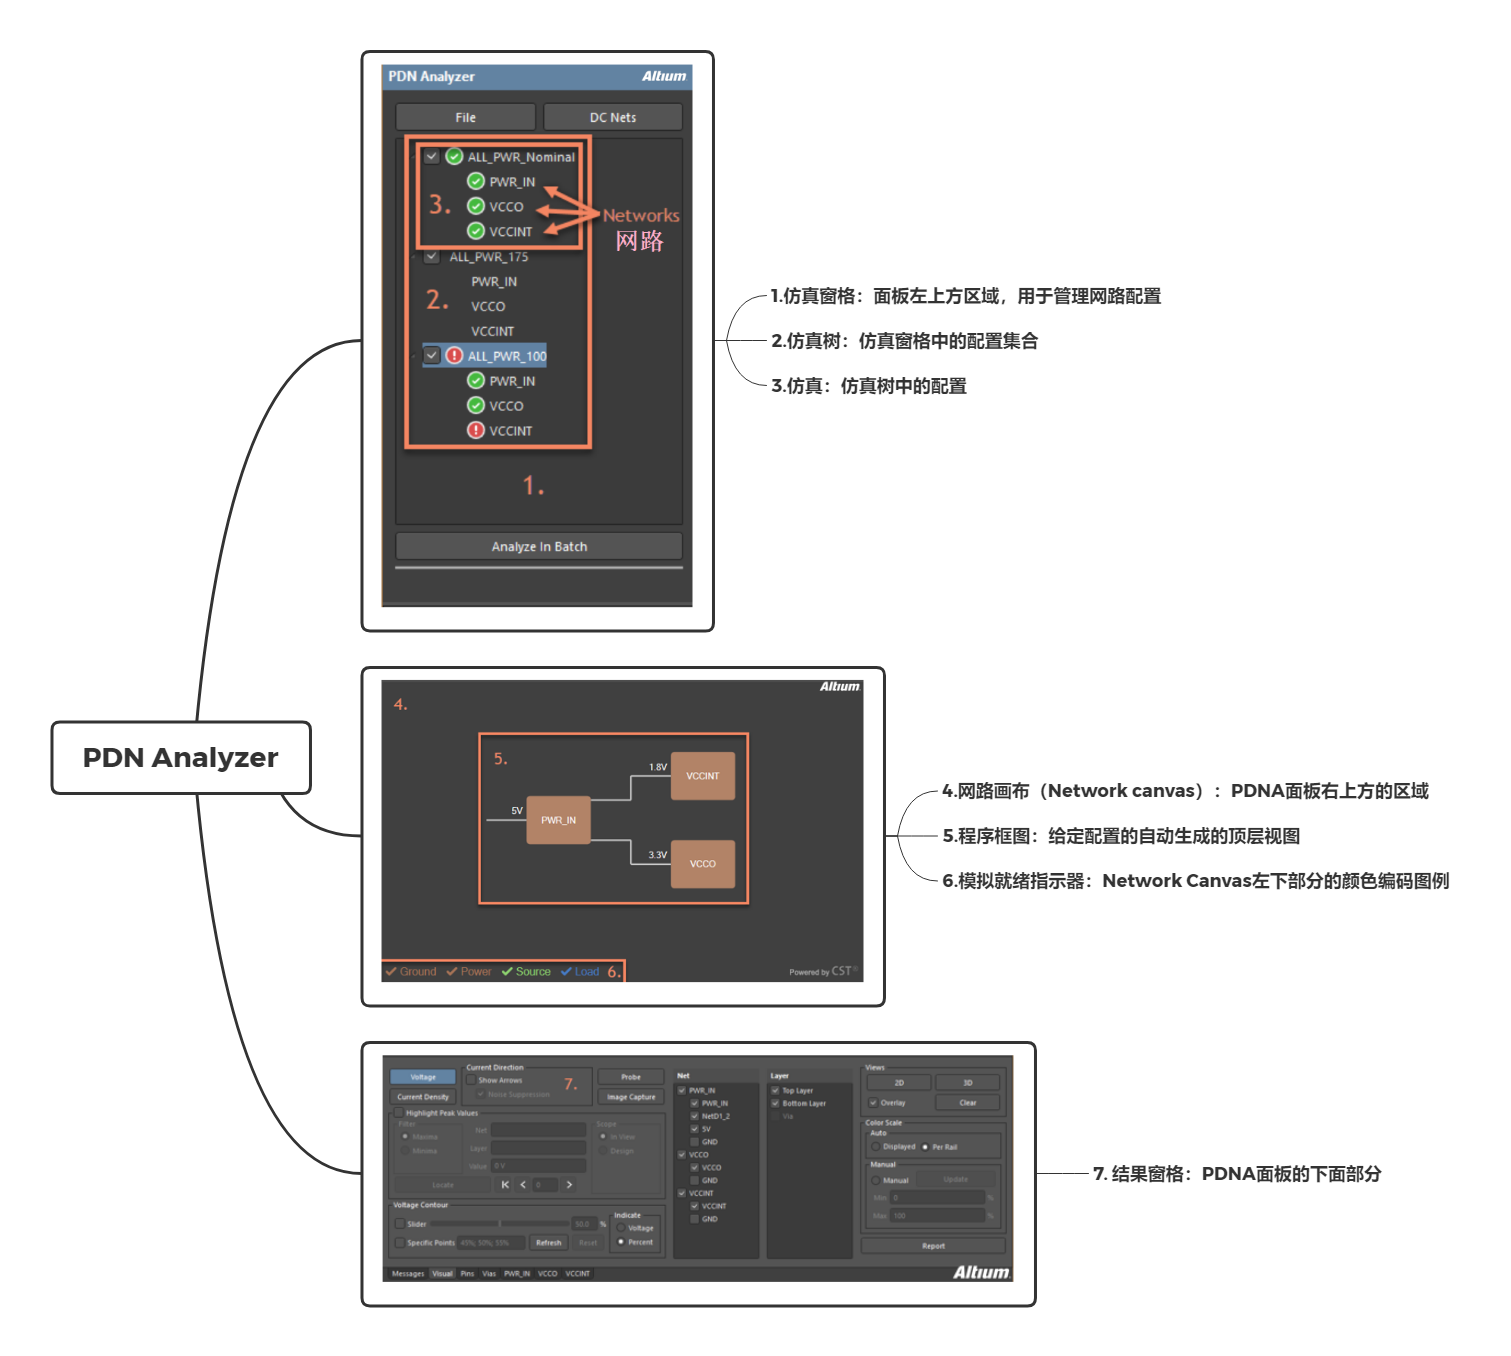 PDN Analyzer
Altium
File
DC Nets
ALL_PWR_Nominal
PWR_IN
3.
VCCO
VCCINT
Networks
网路
ALL_PWR_175
PWR_IN
2.
VCCO
VCCINT
ALL_PWR_100
PWR_IN
VCCO
VCCINT
1.
Analyze In Batch
1.仿真窗格：面板左上方区域，用于管理网路配置
2.仿真树：仿真窗格中的配置集合
3.仿真：仿真树中的配置
PDN Analyzer
Altium
4.
5.
1.8V
VCCINT
5V
PWR_IN
3.3V
VCCO
Ground
Power
Source
Load
6.
Powered by CST®
4.网路画布（Network canvas）：PDNA面板右上方的区域
5.程序框图：给定配置的自动生成的顶层视图
6.模拟就绪指示器：Network Canvas左下部分的颜色编码图例
Voltage
Current Density
Current Direction
Show Arrows
Noise Suppression
7.
Probe
Image Capture
Highlight Peak Values
Filter
Maxima
Minima
Net
Layer
Value 0 V
Scope
In View
Design
Locate
0
Voltage Contour
Slider
50.0 %
Specific Points 45%; 50%; 55%
Refresh
Reset
Indicate
Voltage
Percent
Net
PWR_IN
PWR_IN
NetD1_2
5V
GND
VCCO
VCCO
GND
VCCINT
VCCINT
GND
Layer
Top Layer
Bottom Layer
Via
Views
2D
3D
Overlay
Clear
Color Scale
Auto
Displayed
Per Rail
Manual
Manual
Update
Min 0 %
Max 100 %
Report
Messages Visual Pins Vias PWR_IN VCCO VCCINT
Altium
7. 结果窗格：PDNA面板的下面部分